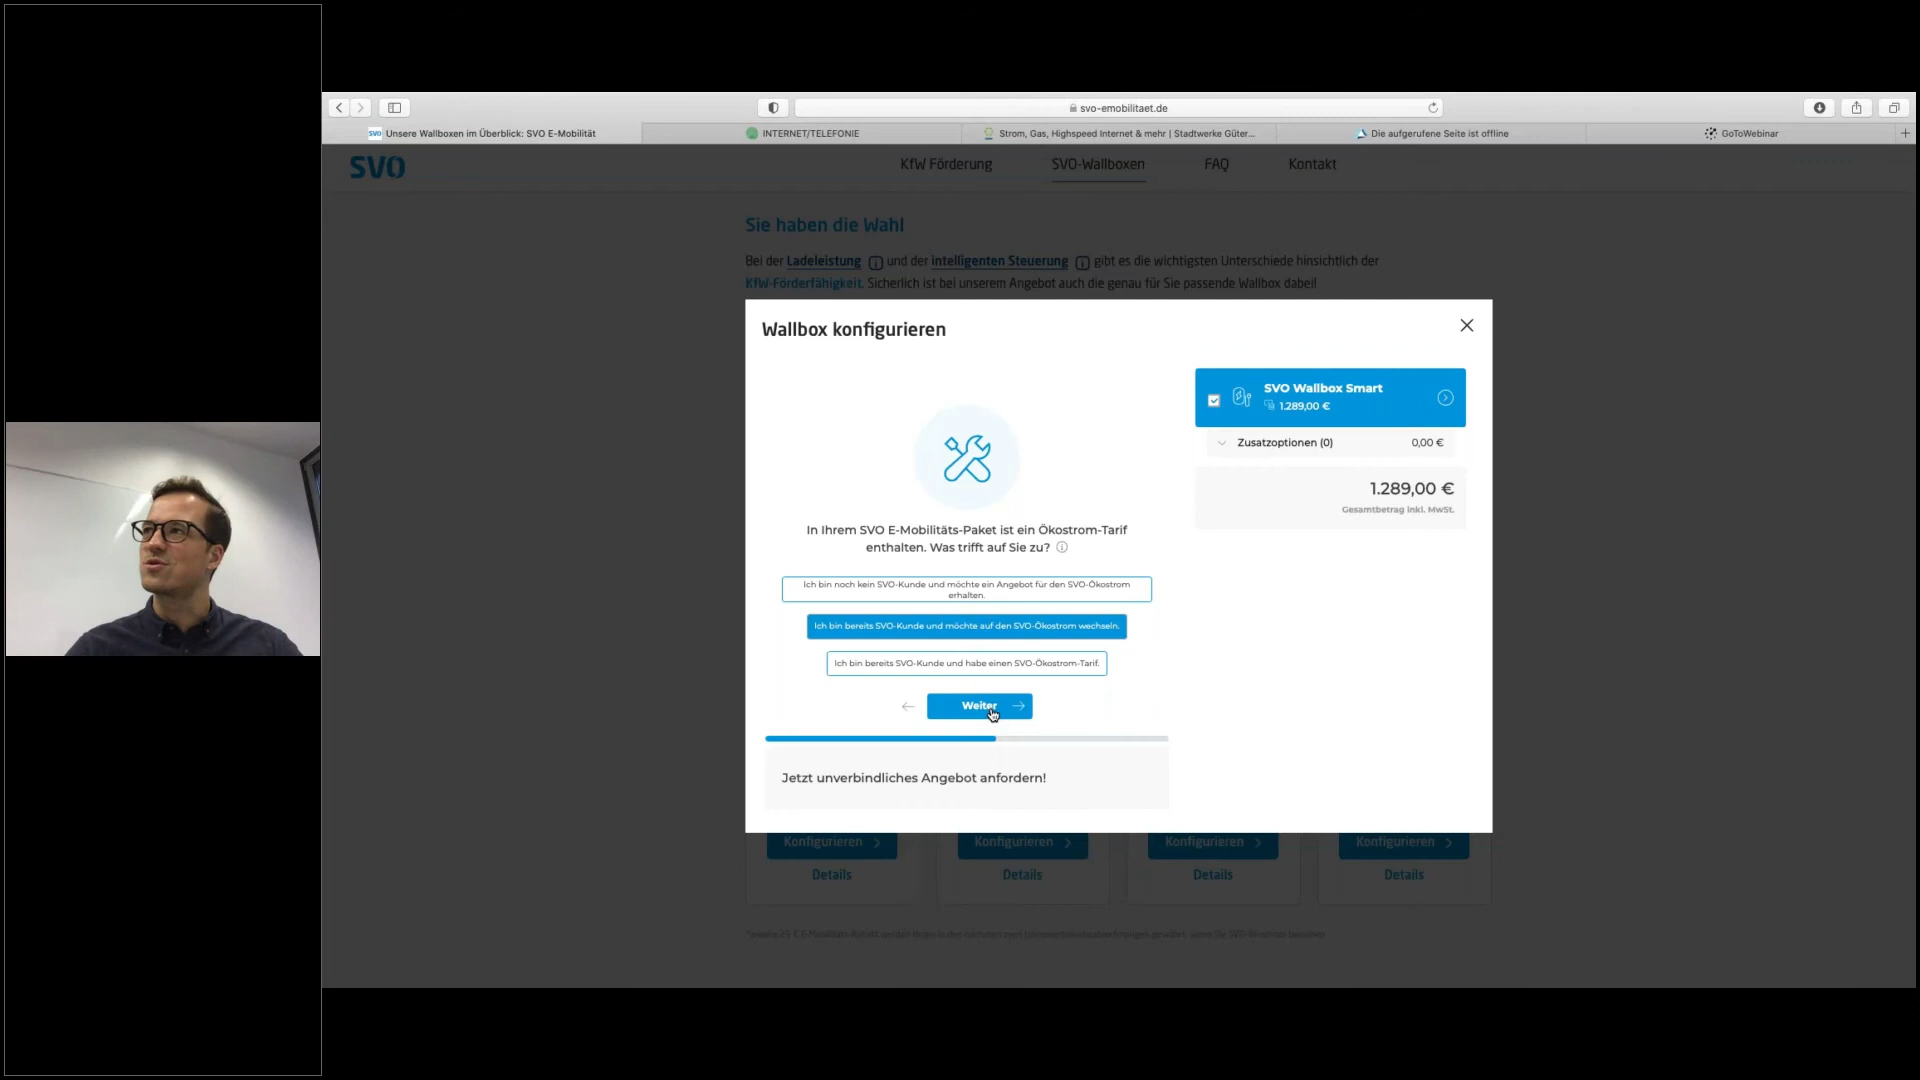 svo-emobilitaet.de
SVO Unsere Wallboxen im Überblick: SVO E-Mobilität
INTERNET/TELEFONIE
Strom, Gas, Highspeed Internet & mehr | Stadtwerke Güter...
Die aufgerufene Seite ist offline
GoToWebinar
SVO
KfW Förderung
SVO-Wallboxen
FAQ
Kontakt
Sie haben die Wahl
Bei der Ladeleistung i und der intelligenten Steuerung i gibt es die wichtigsten Unterschiede hinsichtlich der
KfW-Förderfähigkeit. Sicherlich ist bei unserem Angebot auch die genau für Sie passende Wallbox dabei!
Wallbox konfigurieren
SVO Wallbox Smart
1.289,00 €
Zusatzoptionen (0) 0,00 €
1.289,00 €
Gesamtbetrag inkl. MwSt.
In Ihrem SVO E-Mobilitäts-Paket ist ein Ökostrom-Tarif
enthalten. Was trifft auf Sie zu? i
Ich bin noch kein SVO-Kunde und möchte ein Angebot für den SVO-Ökostrom
erhalten.
Ich bin bereits SVO-Kunde und möchte auf den SVO-Ökostrom wechseln.
Ich bin bereits SVO-Kunde und habe einen SVO-Ökostrom-Tarif.
Weiter
Jetzt unverbindliches Angebot anfordern!
Konfigurieren
Konfigurieren
Konfigurieren
Konfigurieren
Details
Details
Details
Details